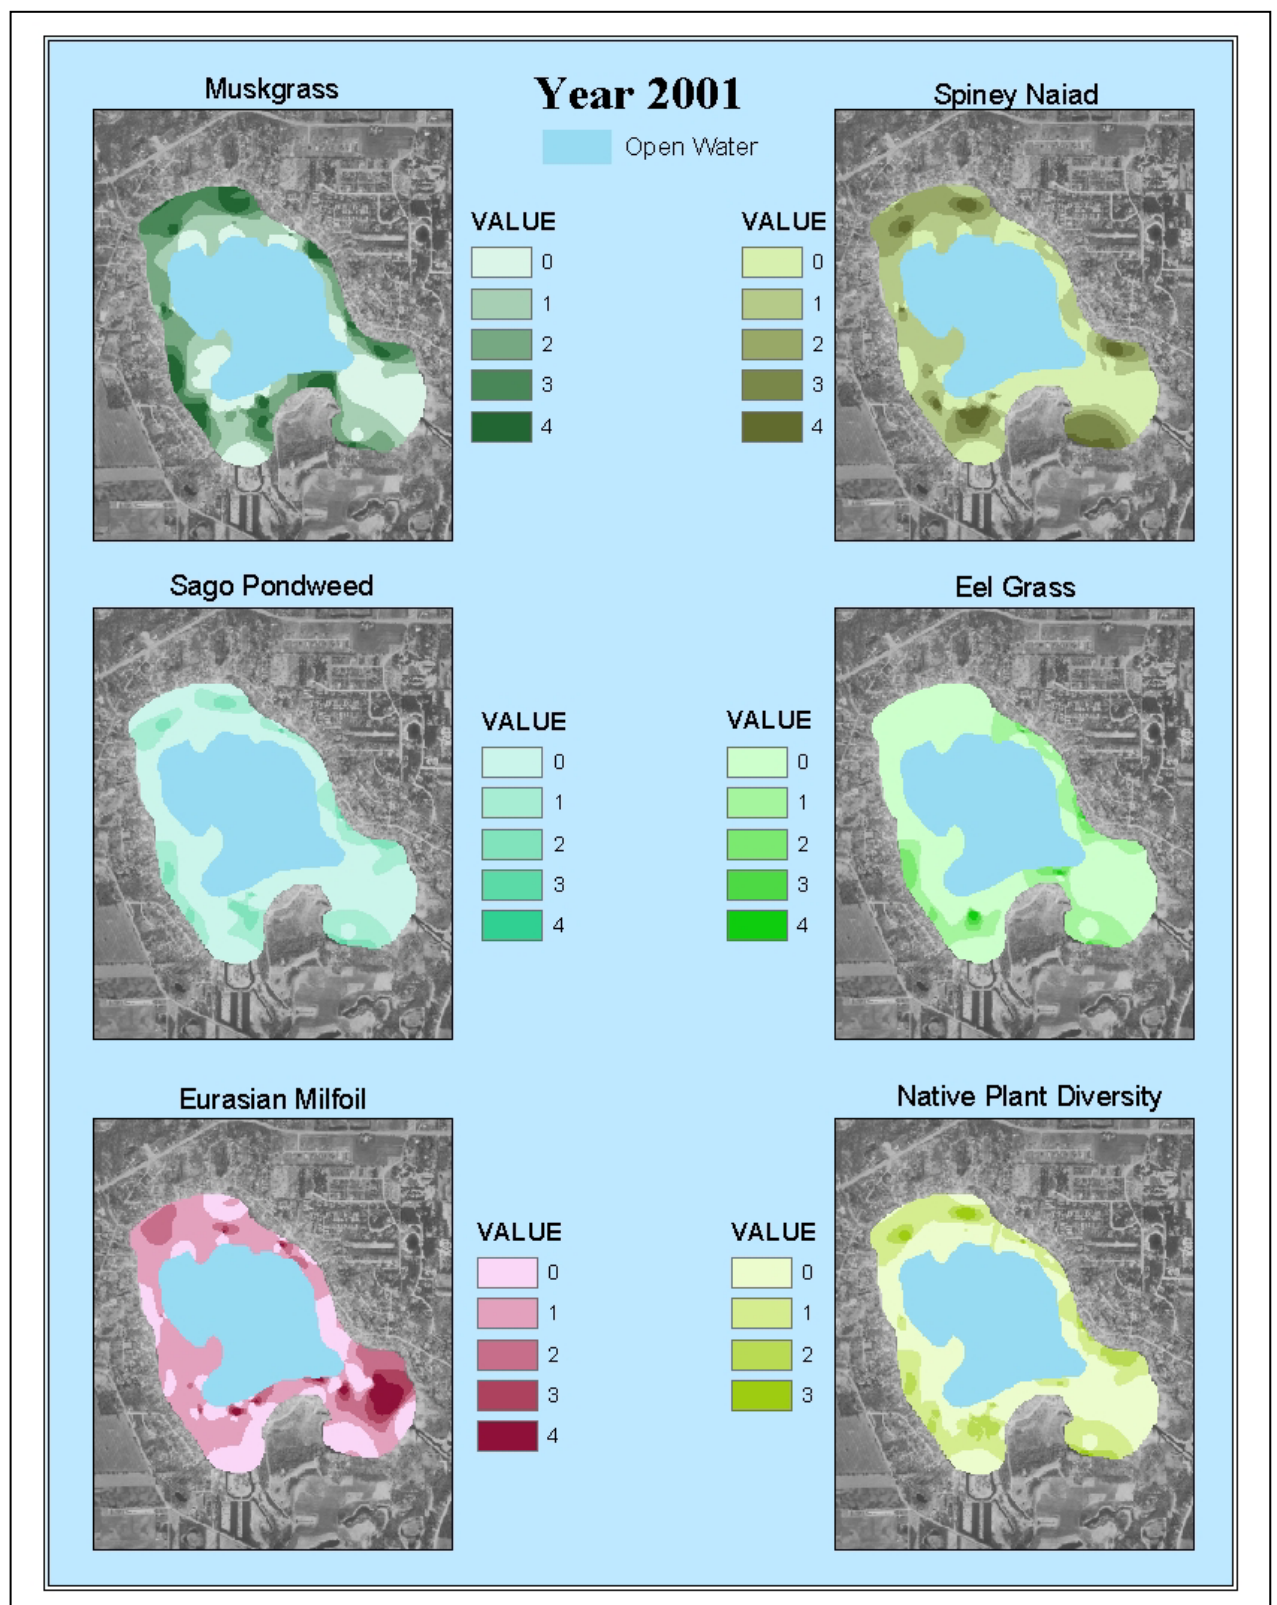 Year 2001
Open Water
Muskgrass
VALUE
0
1
2
3
4
Spiney Naiad
VALUE
0
1
2
3
4
Sago Pondweed
VALUE
0
1
2
3
4
Eel Grass
VALUE
0
1
2
3
4
Eurasian Milfoil
VALUE
0
1
2
3
4
Native Plant Diversity
VALUE
0
1
2
3